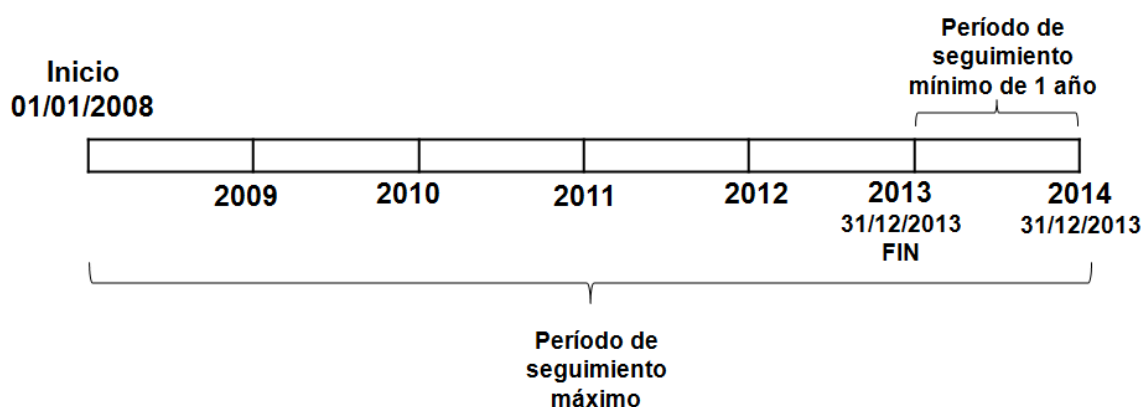 Inicio
01/01/2008
Período de
seguimiento
mínimo de 1 año
2009
2010
2011
2012
2013
31/12/2013
FIN
2014
31/12/2013
Período de
seguimiento
máximo